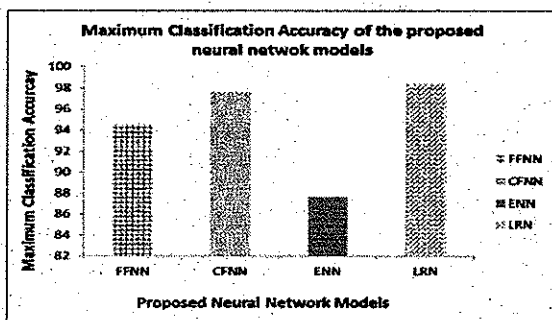 Maximum Classification Accuracy of the proposed
neural netwok models
Maximum Classification Accurcay
100
98
96
94
92
90
88
86
84
82
FFNN
CFNN
ENN
LRN
Proposed Neural Network Models
FFNN
CFNN
ENN
LRN